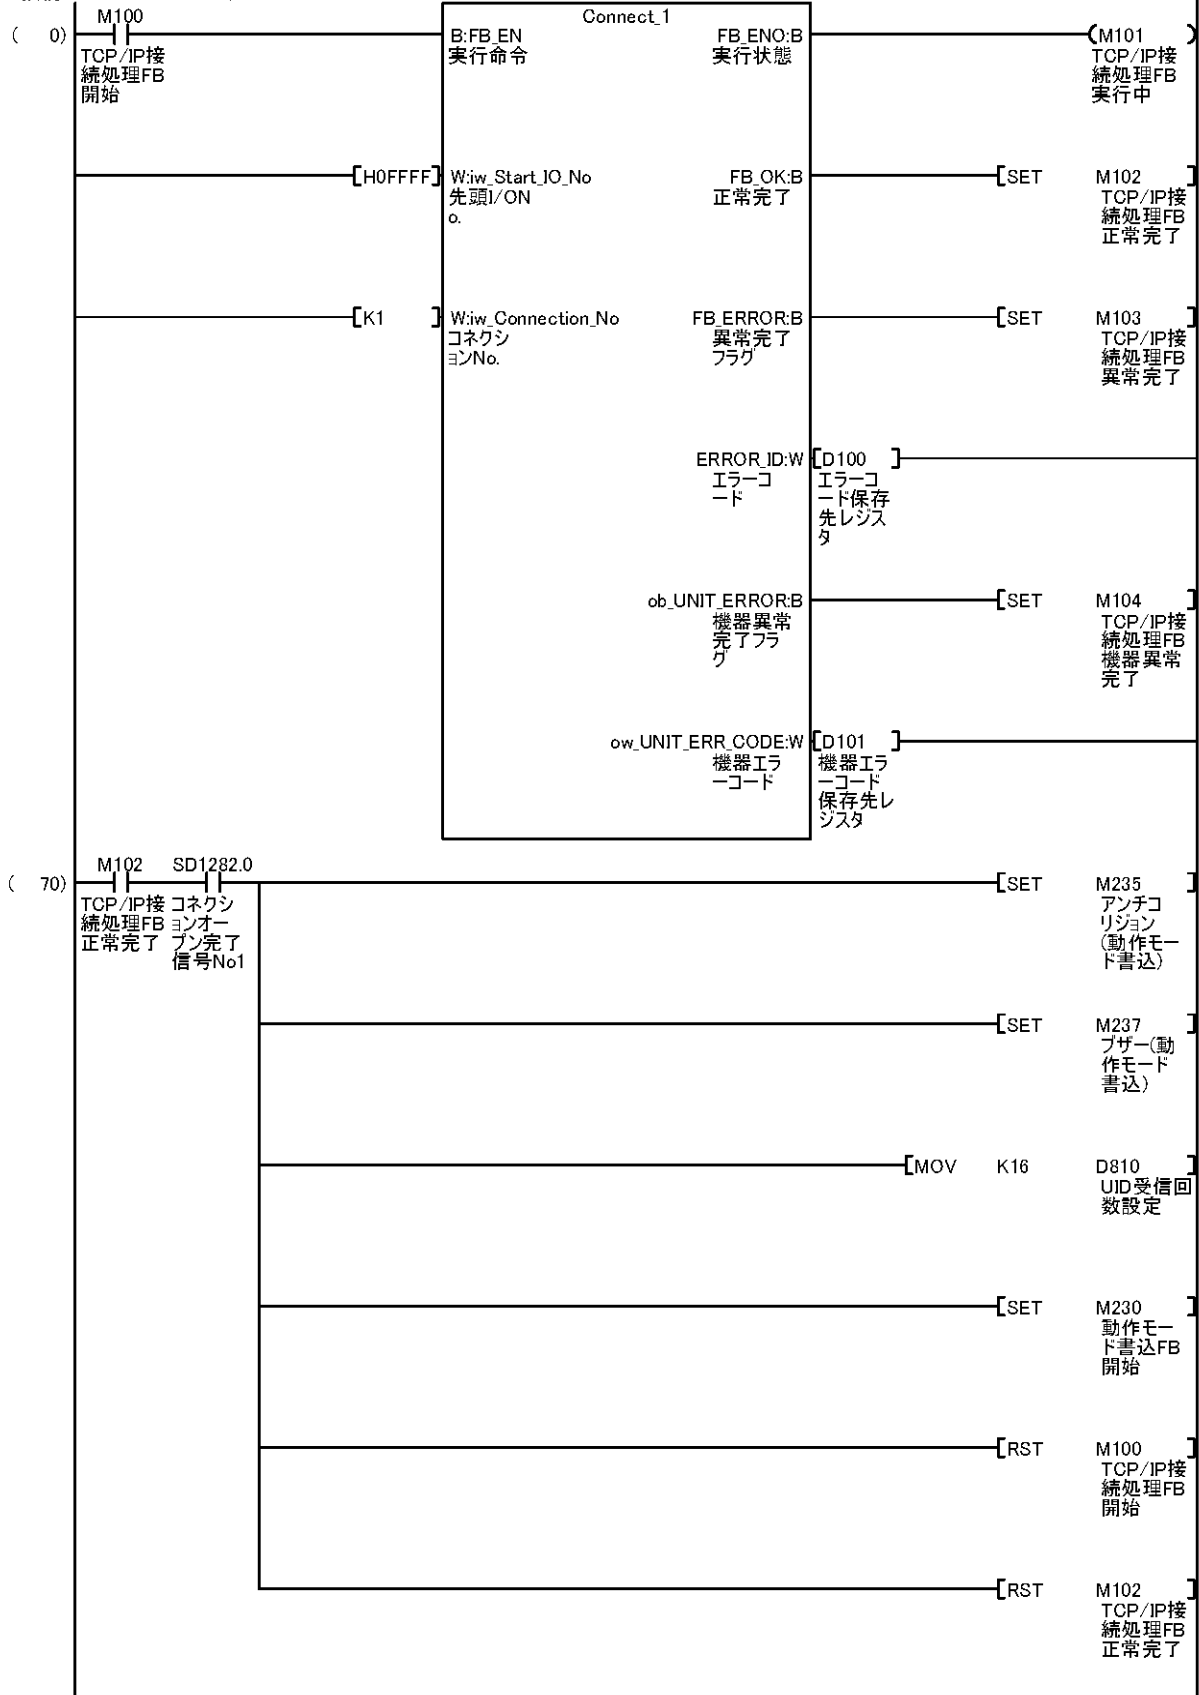 M100
Connect_1
( 0)
B:FB_EN
FB_ENO:B
(M101 )
TCP/IP接
続処理FB
開始
実行命令
実行状態
TCP/IP接
続処理FB
実行中
[H0FFFF]
W:iw_Start_IO_No
FB_OK:B
[SET M102 ]
先頭I/ON
o.
正常完了
TCP/IP接
続処理FB
正常完了
[K1 ]
W:iw_Connection_No
FB_ERROR:B
[SET M103 ]
コネクシ
ョンNo.
異常完了
フラグ
TCP/IP接
続処理FB
異常完了
ERROR_ID:W
[D100 ]
エラーコ
ード
エラーコ
ード保存
先レジス
タ
ob_UNIT_ERROR:B
[SET M104 ]
機器異常
完了フラ
グ
TCP/IP接
続処理FB
機器異常
完了
ow_UNIT_ERR_CODE:W
[D101 ]
機器エラ
ーコード
機器エラ
ーコード
保存先レ
ジスタ
M102 SD1282.0
( 70)
[SET M235 ]
TCP/IP接
続処理FB
正常完了
コネクシ
ョンオー
プン完了
信号No1
アンチコ
リジョン
(動作モー
ド書込)
[SET M237 ]
ブザー(動
作モード
書込)
[MOV K16 D810 ]
UID受信回
数設定
[SET M230 ]
動作モー
ド書込FB
開始
[RST M100 ]
TCP/IP接
続処理FB
開始
[RST M102 ]
TCP/IP接
続処理FB
正常完了